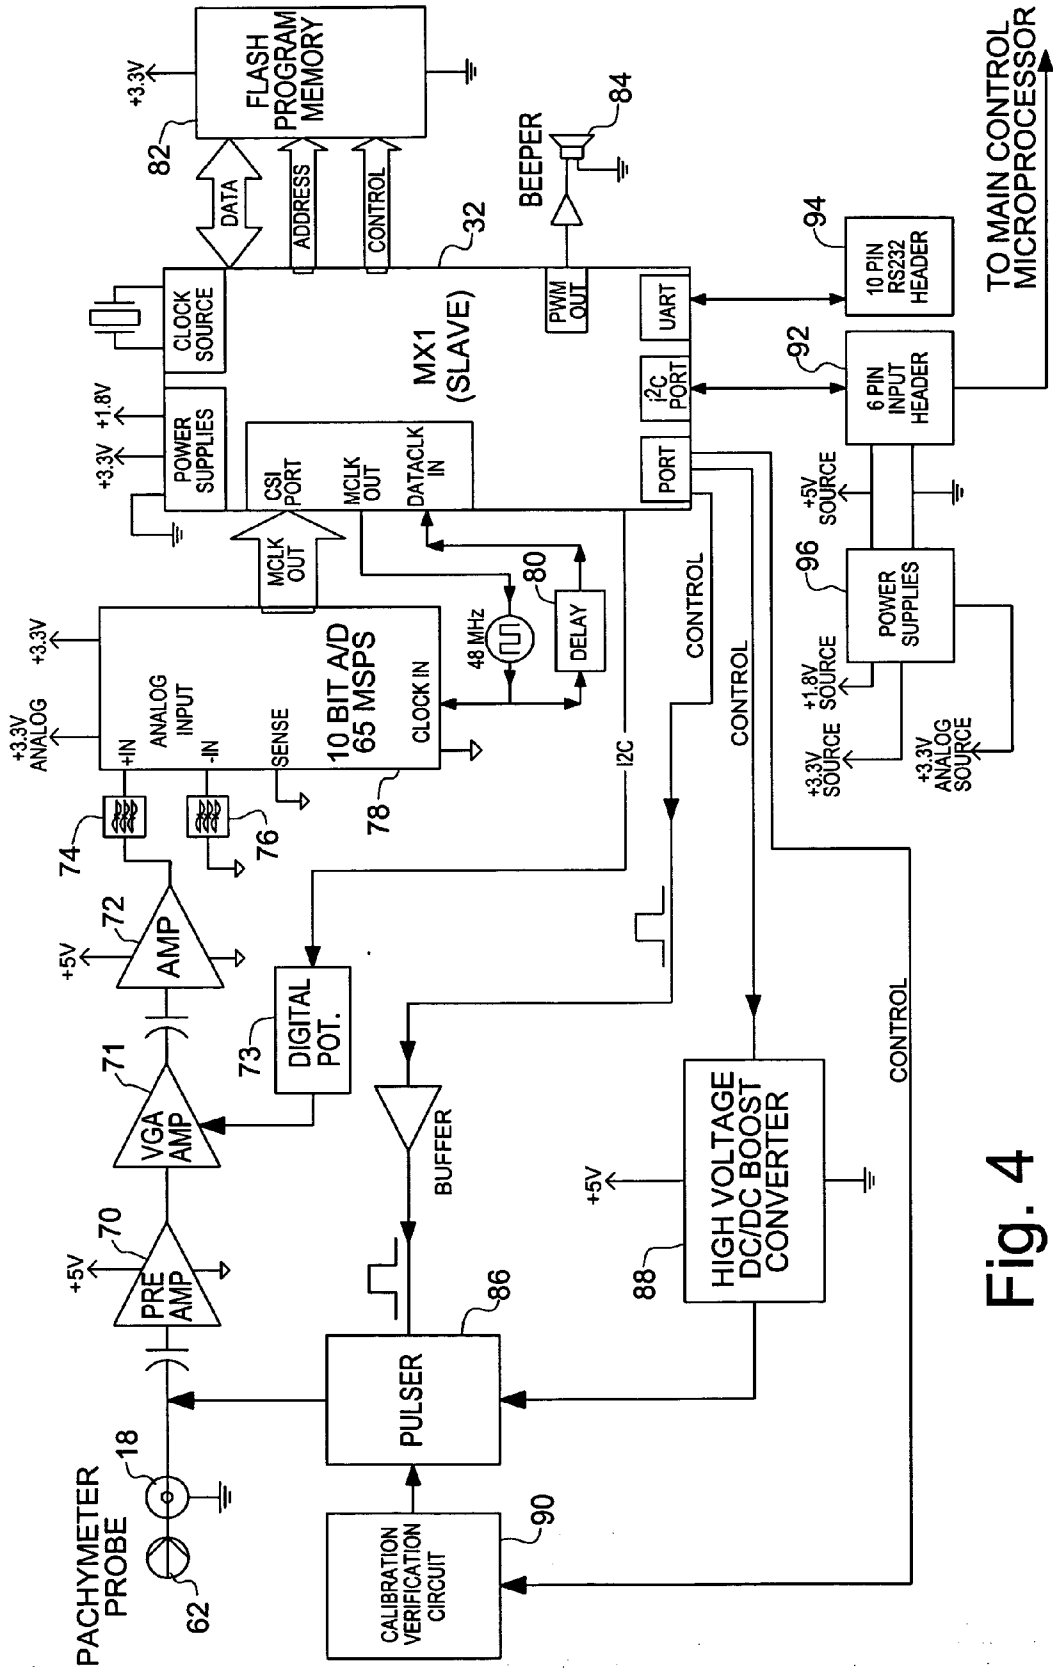 PACHYMETER
PROBE
62
18
+5V
70
PRE
AMP
71
VGA
AMP
+5V
72
AMP
73
DIGITAL
POT.
74
76
+3.3V
ANALOG
+3.3V
+IN
-IN
ANALOG
INPUT
SENSE
10 BIT A/D
65 MSPS
CLOCK IN
78
MCLK
OUT
48 MHz
80
DELAY
+3.3V
+1.8V
POWER
SUPPLIES
CLOCK
SOURCE
CSI
PORT
MCLK
OUT
DATACLK
IN
MX1
(SLAVE)
32
PWM
OUT
PORT
i²C
PORT
UART
DATA
ADDRESS
CONTROL
+3.3V
82
FLASH
PROGRAM
MEMORY
BEEPER
84
I2C
CONTROL
CONTROL
CONTROL
BUFFER
PULSER
86
CALIBRATION
VERIFICATION
CIRCUIT
90
+5V
88
HIGH VOLTAGE
DC/DC BOOST
CONVERTER
+1.8V
SOURCE
+3.3V
SOURCE
+3.3V
ANALOG
SOURCE
96
POWER
SUPPLIES
+5V
SOURCE
92
6 PIN
INPUT
HEADER
94
10 PIN
RS232
HEADER
TO MAIN CONTROL
MICROPROCESSOR
Fig. 4